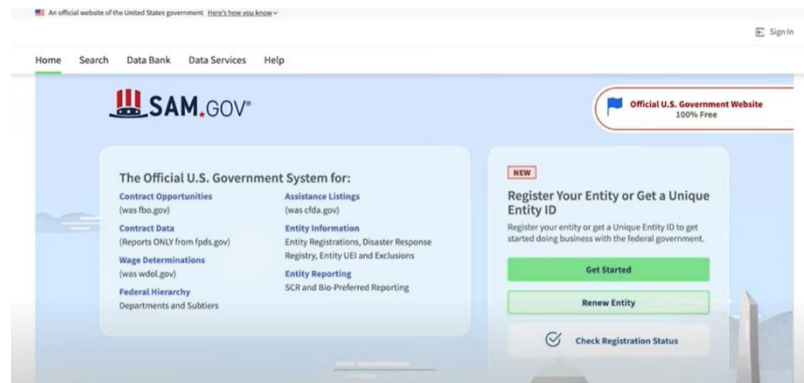 An official website of the United States government Here's how you know
Sign In
Home Search Data Bank Data Services Help
SAM.GOV®
Official U.S. Government Website
100% Free
The Official U.S. Government System for:
Contract Opportunities
(was fbo.gov)
Contract Data
(Reports ONLY from fpds.gov)
Wage Determinations
(was wdol.gov)
Federal Hierarchy
Departments and Subtiers
Assistance Listings
(was cfda.gov)
Entity Information
Entity Registrations, Disaster Response
Registry, Entity UEI and Exclusions
Entity Reporting
SCR and Bio-Preferred Reporting
NEW
Register Your Entity or Get a Unique
Entity ID
Register your entity or get a Unique Entity ID to get
started doing business with the federal government.
Get Started
Renew Entity
Check Registration Status